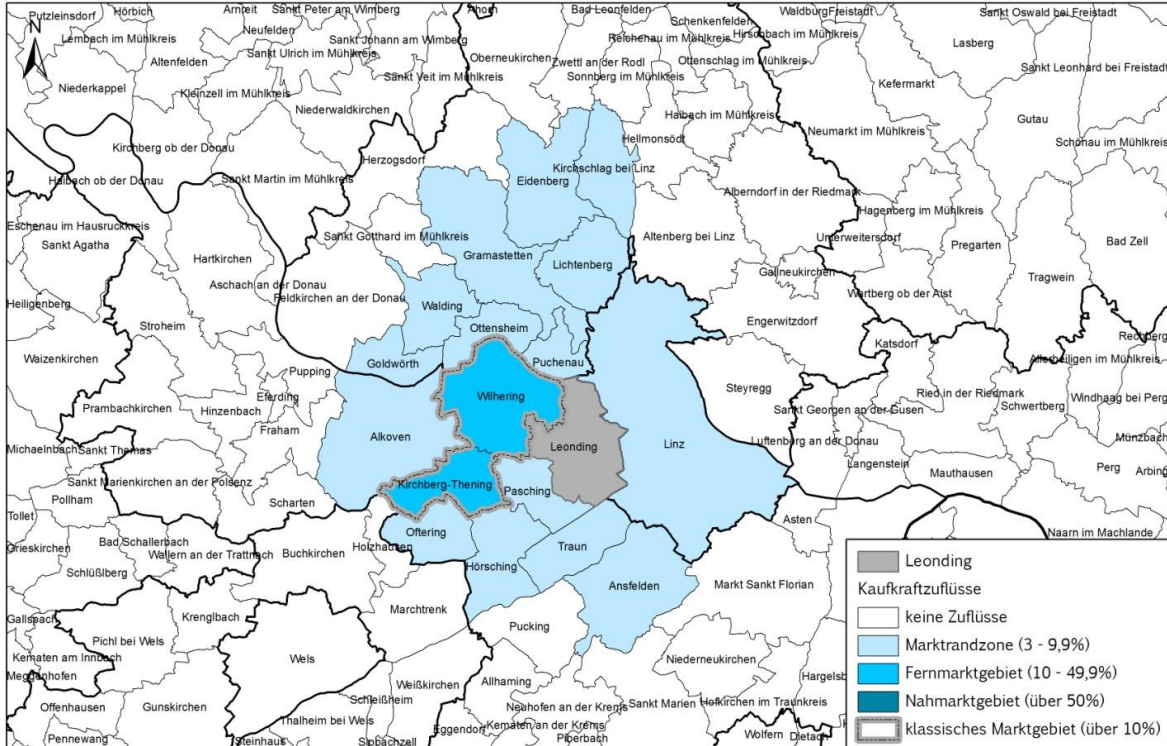 Putzleinsdorf
Hörbich
Arnreit
Sankt Peter am Wimberg
Ahorn
Bad Leonfelden
Waldburg
Freistadt
Sankt Oswald bei Freistadt
N
Lembach im Mühlkreis
Neufelden
Sankt Johann am Wimberg
Schenkenfelden
Reichenau im Mühlkreis
Hirschbach im Mühlkreis
Altenfelden
Sankt Ulrich im Mühlkreis
Oberneukirchen
Zwettl an der Rodl
Ottenschlag im Mühlkreis
Lasberg
Niederkappel
Kleinzell im Mühlkreis
Sankt Veit im Mühlkreis
Sonnberg im Mühlkreis
Sankt Leonhard bei Freistadt
Kefermarkt
Niederwaldkirchen
Haibach im Mühlkreis
Gutau
Kirchberg ob der Donau
Hellmonsödt
Neumarkt im Mühlkreis
Schönau im Mühlkreis
Herzogsdorf
Kirchschlag bei Linz
Haibach ob der Donau
Sankt Martin im Mühlkreis
Eidenberg
Alberndorf in der Riedmark
Hagenberg im Mühlkreis
Eschenau im Hausruckkreis
Sankt Gotthard im Mühlkreis
Altenberg bei Linz
Unterweitersdorf
Pregarten
Bad Zell
Sankt Agatha
Hartkirchen
Gramastetten
Lichtenberg
Gallneukirchen
Tragwein
Aschach an der Donau
Feldkirchen an der Donau
Wartberg ob der Aist
Heiligenberg
Walding
Engerwitzdorf
Stroheim
Ottensheim
Katsdorf
Rechberg
Waizenkirchen
Goldwörth
Puchenau
Allerheiligen im Mühlkreis
Pupping
Steyregg
Ried in der Riedmark
Windhaag bei Perg
Prambachkirchen
Hinzenbach
Eferding
Wilhering
Sankt Georgen an der Gusen
Schwertberg
Fraham
Alkoven
Leonding
Linz
Luftenberg an der Donau
Münzbach
Michaelnbach
Sankt Thomas
Langenstein
Mauthausen
Perg
Arbing
Sankt Marienkirchen an der Polsenz
Kirchberg-Thening
Pasching
Pollham
Scharten
Tollet
Asten
Naarn im Machlande
Bad Schallerbach
Oftering
Grieskirchen
Wallern an der Trattnach
Buchkirchen
Holzhausen
Traun
Schlüßlberg
Hörsching
Ansfelden
Markt Sankt Florian
Gallspach
Krenglbach
Marchtrenk
Pichl bei Wels
Pucking
Kematen am Innbach
Wels
Niederneukirchen
Meggenhofen
Weißkirchen
Allhaming
Hargelsb
Offenhausen
Gunskirchen
Schleißheim
Neuhofen an der Krems
Sankt Marien
Hofkirchen im Traunkreis
Thalheim bei Wels
Kematen an der Krems
Pennewang
Steinhaus
Sipbachzell
Eggendorf
Piberbach
Wolfern
Dietach
Leonding
Kaufkraftzuflüsse
keine Zuflüsse
Marktrandzone (3 - 9,9%)
Fernmarktgebiet (10 - 49,9%)
Nahmarktgebiet (über 50%)
klassisches Marktgebiet (über 10%)